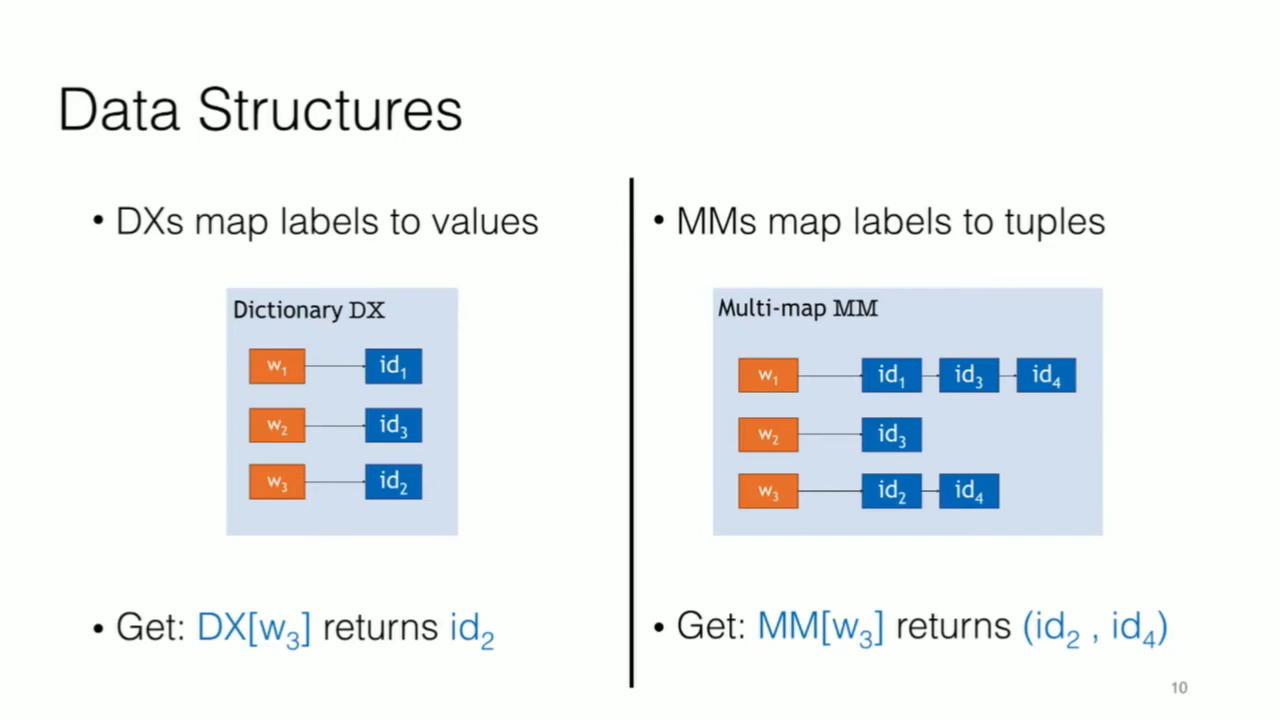 Data Structures
• DXs map labels to values
Dictionary DX
w₁ id₁
w₂ id₃
w₃ id₂
• Get: DX[w₃] returns id₂
• MMs map labels to tuples
Multi-map MM
w₁ id₁ id₃ id₄
w₂ id₃
w₃ id₂ id₄
• Get: MM[w₃] returns (id₂ , id₄)
10